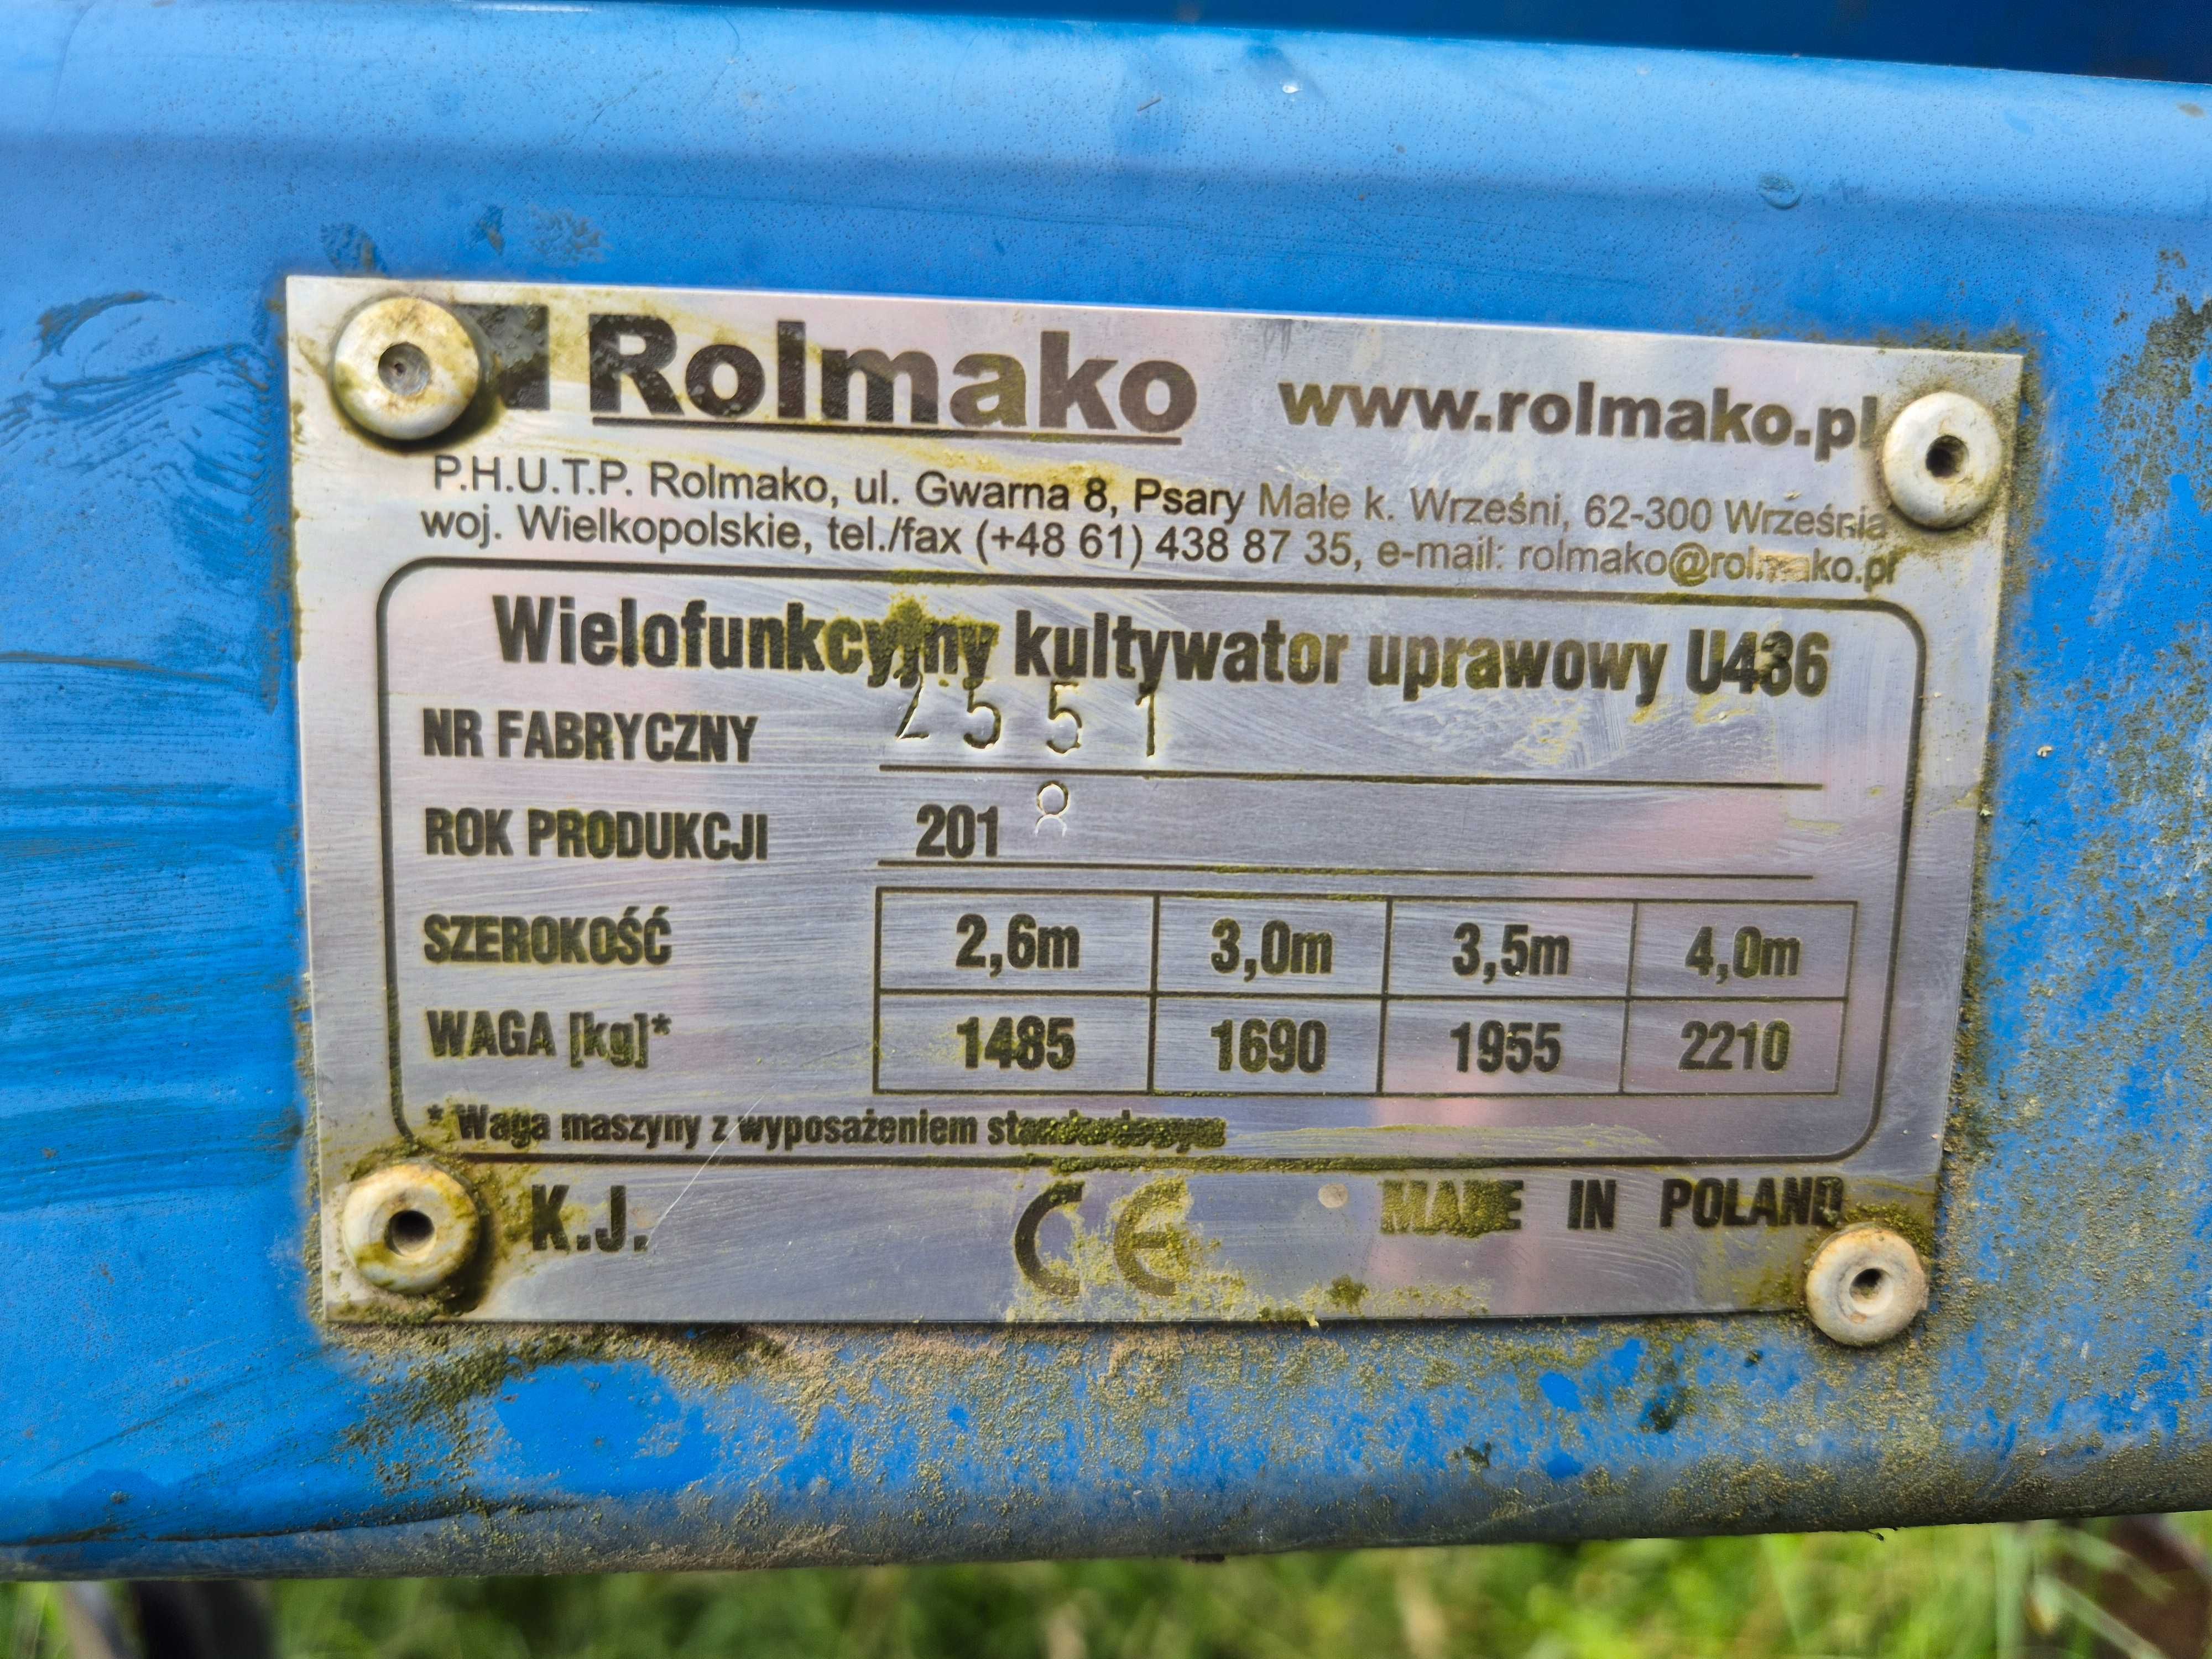 Rolmako www.rolmako.pl
P.H.U.T.P. Rolmako, ul. Gwarna 8, Psary Małe k. Wrześni, 62-300 Września
woj. Wielkopolskie, tel./fax (+48 61) 438 87 35, e-mail: rolmako@rolmako.pl
Wielofunkcyjny kultywator uprawowy U436
NR FABRYCZNY 2551
ROK PRODUKCJI 2018
SZEROKOŚĆ 2,6m 3,0m 3,5m 4,0m
WAGA [kg]* 1485 1690 1955 2210
* Waga maszyny z wyposażeniem standardowym
K.J. CE MADE IN POLAND